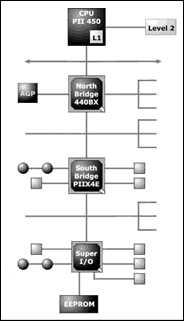 CPU
PII 450
L1
Level 2
AGP
North
Bridge
440BX
South
Bridge
PIIX4E
Super
I/O
EEPROM